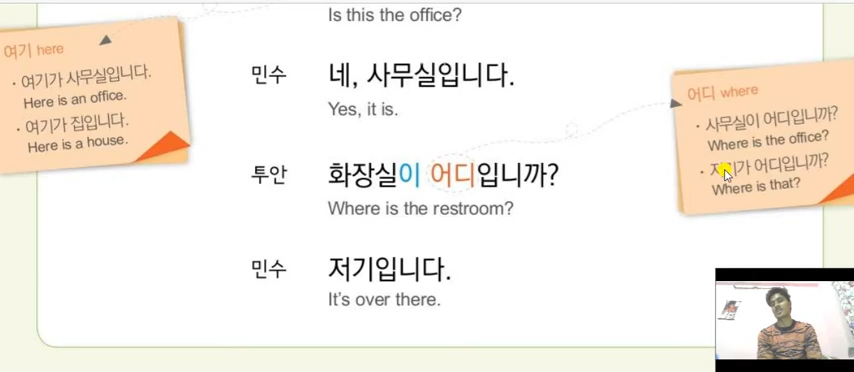 Is this the office?
여기 here
· 여기가 사무실입니다.
Here is an office.
· 여기가 집입니다.
Here is a house.
민수 네, 사무실입니다.
Yes, it is.
어디 where
· 사무실이 어디입니까?
Where is the office?
· 어디입니까?
Where is that?
투안 화장실이 어디입니까?
Where is the restroom?
민수 저기입니다.
It's over there.